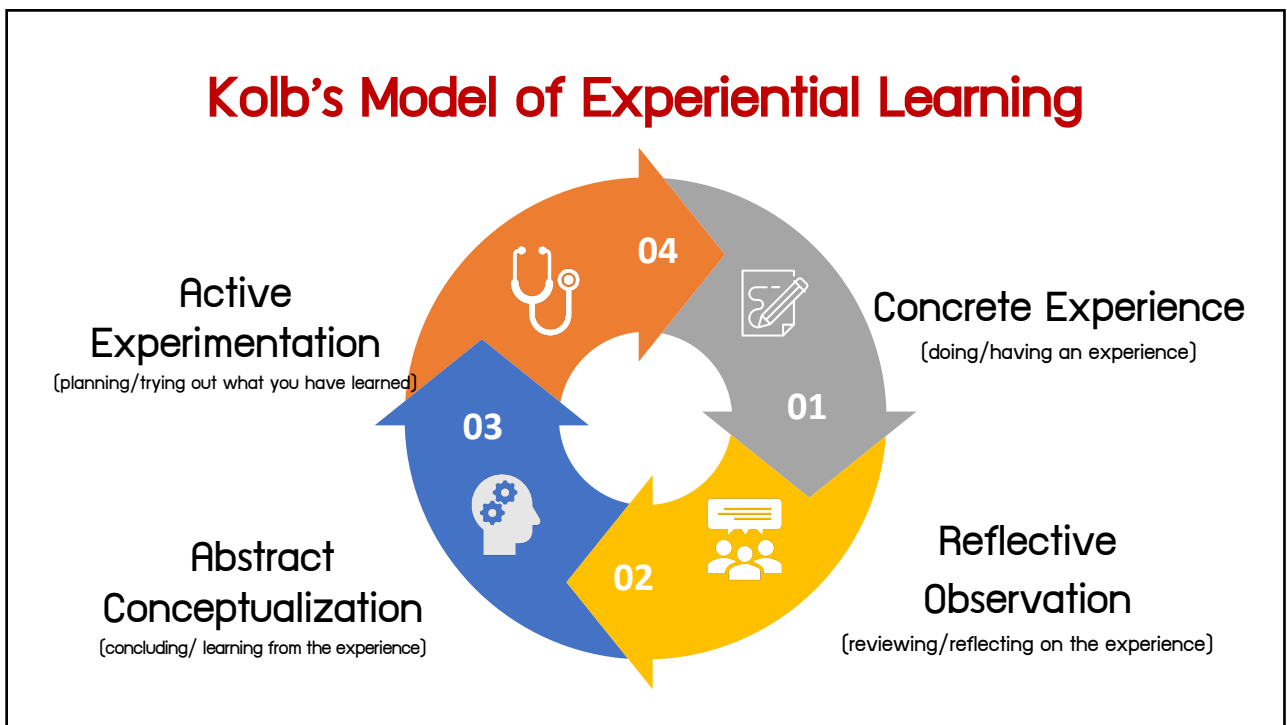 Kolb's Model of Experiential Learning
04
Active
Experimentation
(planning/trying out what you have learned)
Concrete Experience
(doing/having an experience)
01
03
Abstract
Conceptualization
(concluding/ learning from the experience)
02
Reflective
Observation
(reviewing/reflecting on the experience)